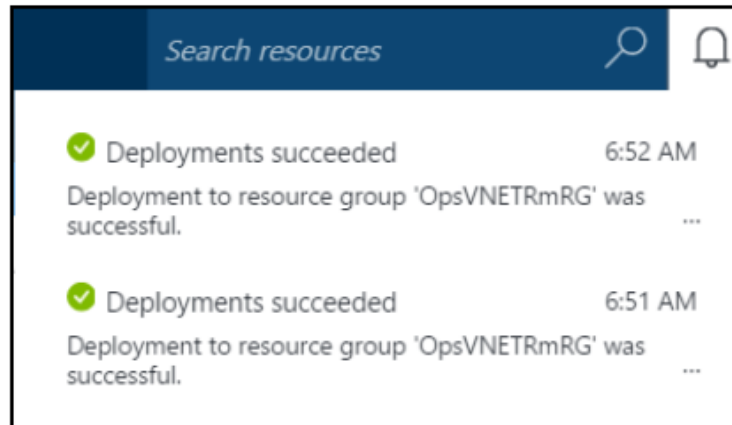 Search resources
Deployments succeeded 6:52 AM
Deployment to resource group 'OpsVNETRmRG' was
successful. ...
Deployments succeeded 6:51 AM
Deployment to resource group 'OpsVNETRmRG' was
successful. ...